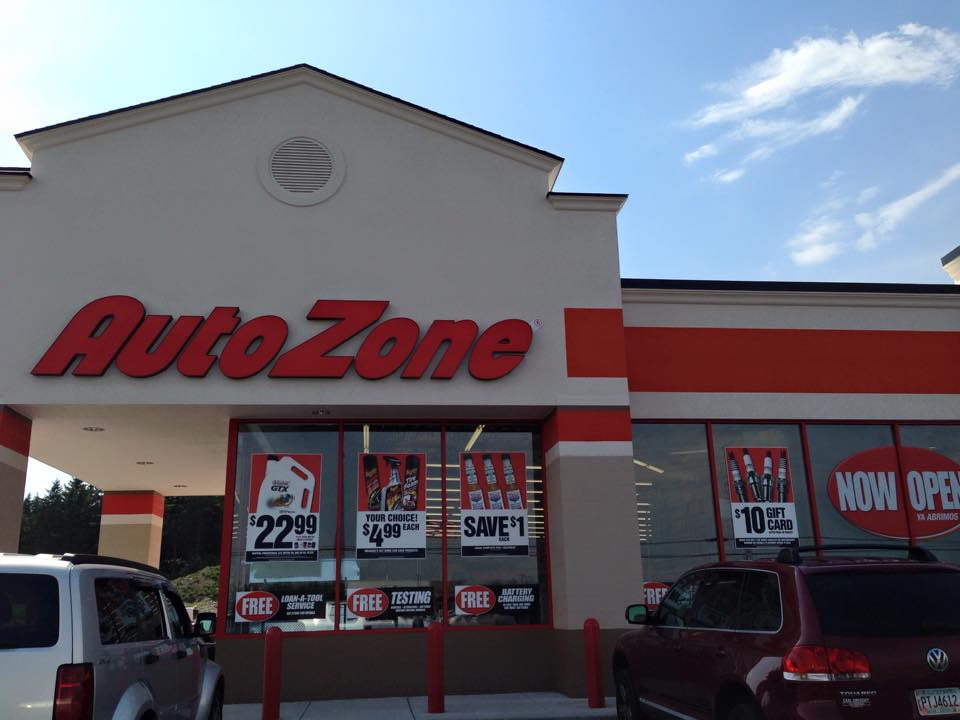 AutoZone
GTX
$22.99
YOUR CHOICE!
$4.99 EACH
SAVE $1
EACH
$10 GIFT
CARD
NOW OPEN
YA ABRIMOS
FREE LOAN-A-TOOL
SERVICE
FREE TESTING
FREE BATTERY
CHARGING
FREE
TOUAREG
PTJ4612